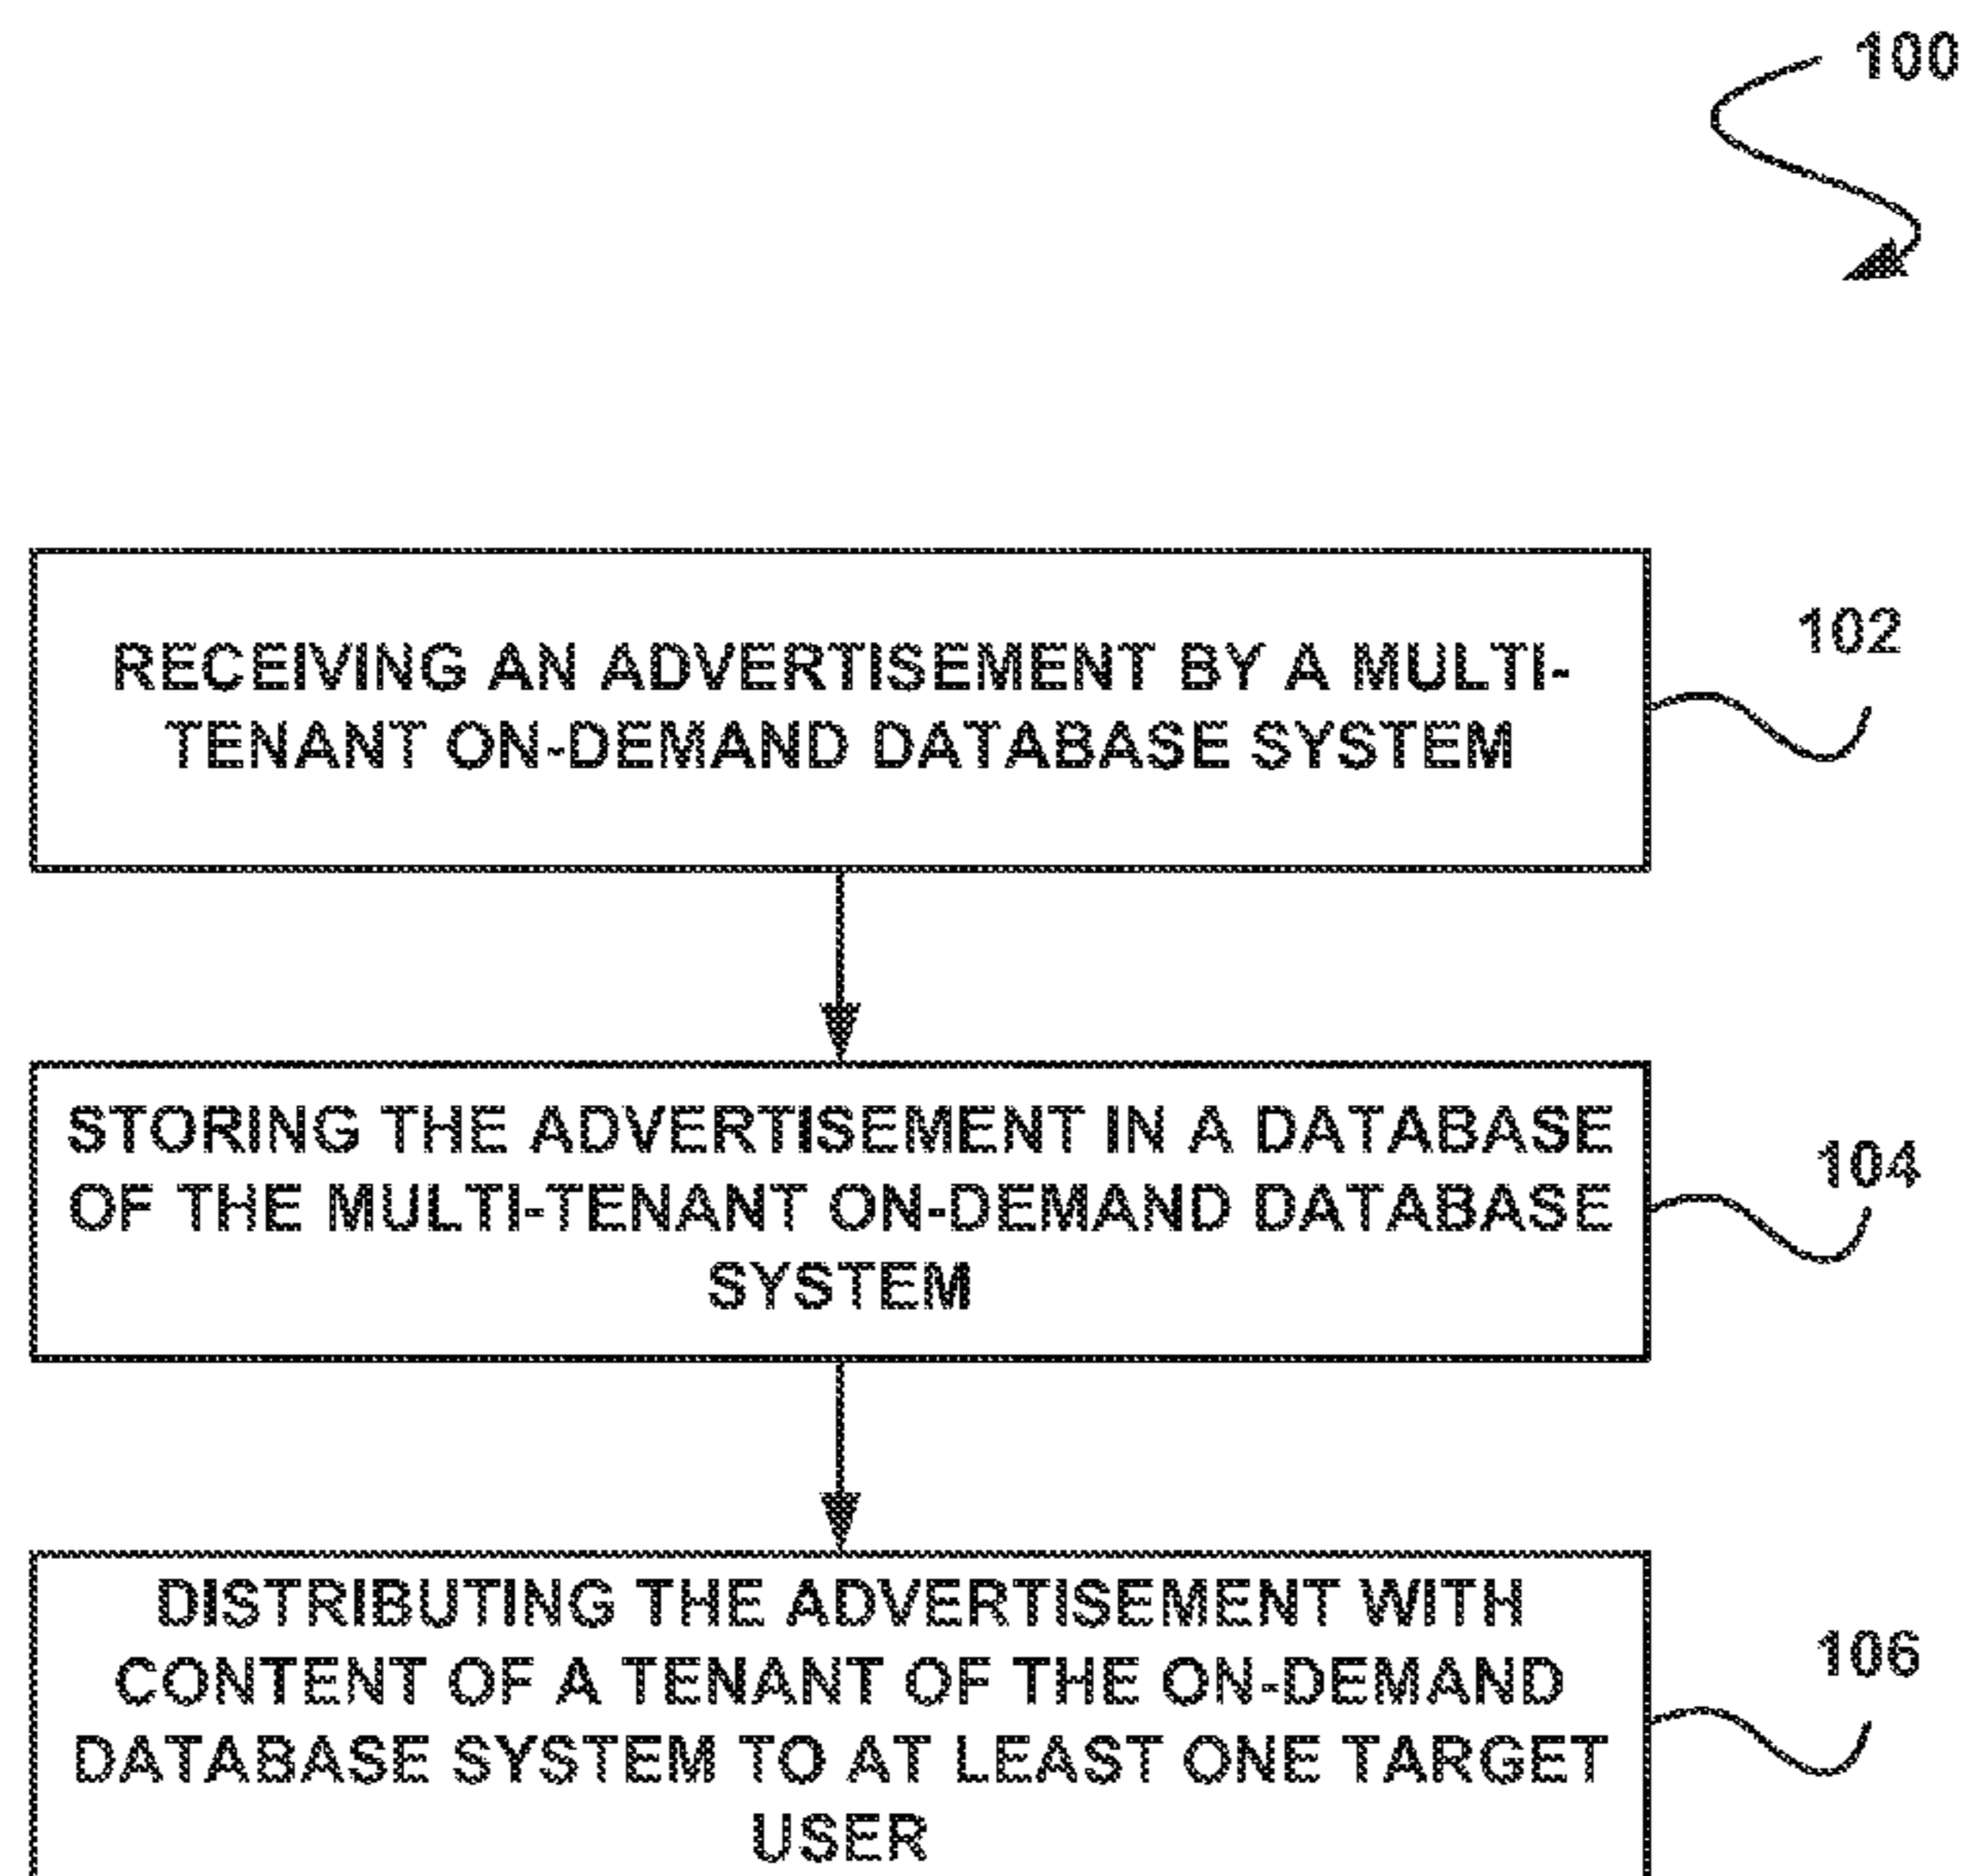 100
RECEIVING AN ADVERTISEMENT BY A MULTI-
TENANT ON-DEMAND DATABASE SYSTEM
102
STORING THE ADVERTISEMENT IN A DATABASE
OF THE MULTI-TENANT ON-DEMAND DATABASE
SYSTEM
104
DISTRIBUTING THE ADVERTISEMENT WITH
CONTENT OF A TENANT OF THE ON-DEMAND
DATABASE SYSTEM TO AT LEAST ONE TARGET
USER
106